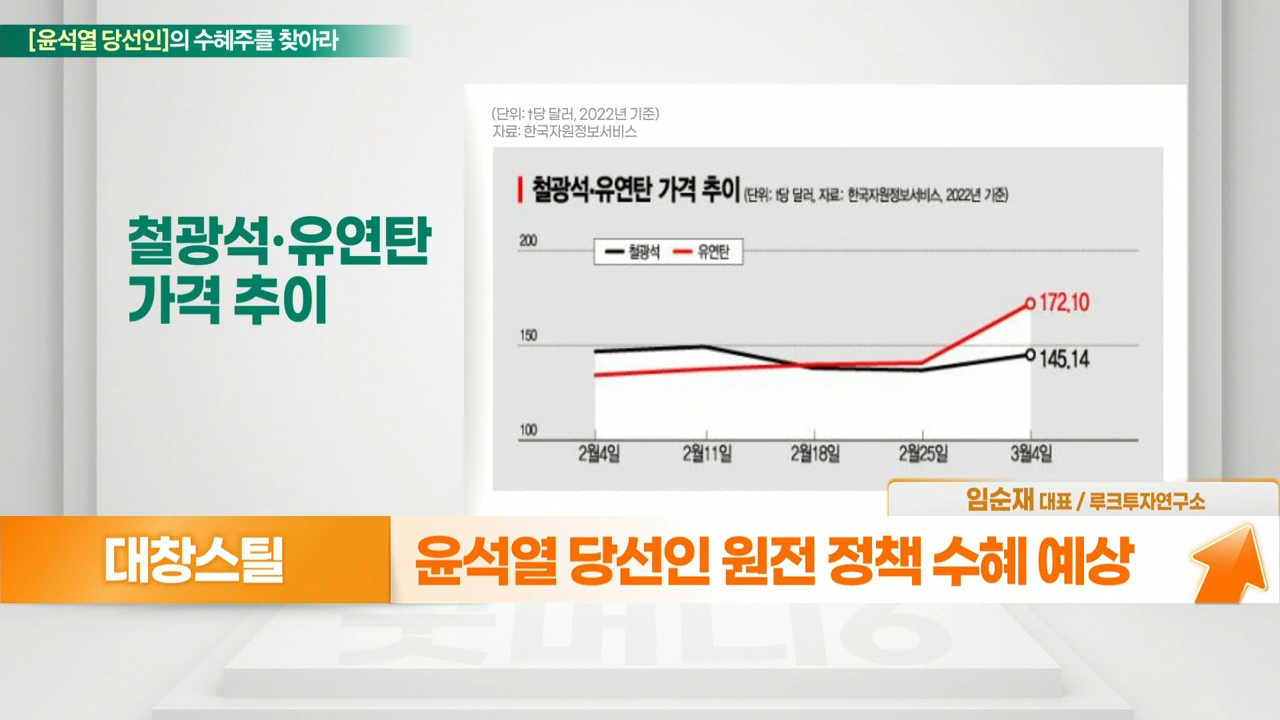 [윤석열 당선인]의 수혜주를 찾아라
(단위: t당 달러, 2022년 기준)
자료: 한국자원정보서비스
철광석·유연탄
가격 추이
철광석·유연탄 가격 추이 (단위: t당 달러, 자료: 한국자원정보서비스, 2022년 기준)
200
철광석 유연탄
172.10
150
145.14
100
2월4일 2월11일 2월18일 2월25일 3월4일
임순재 대표 / 루크투자연구소
대창스틸
윤석열 당선인 원전 정책 수혜 예상